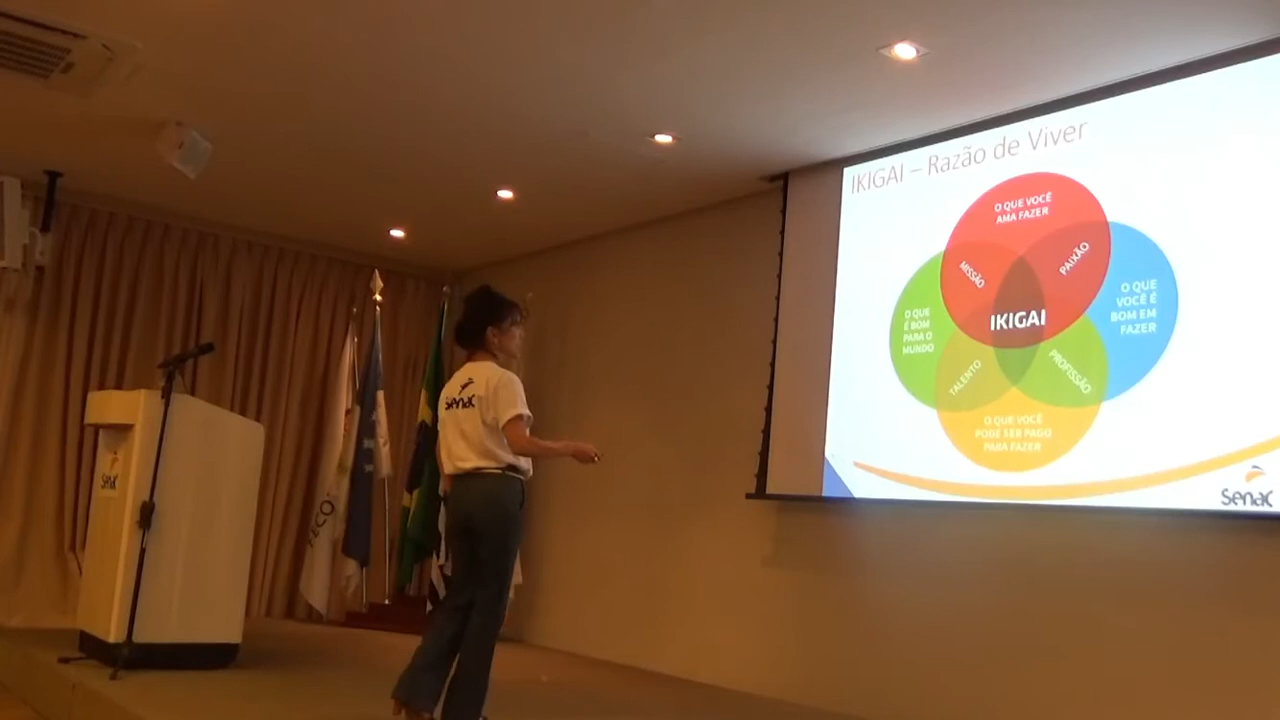 IKIGAI – Razão de Viver
O QUE VOCÊ
AMA FAZER
MISSÃO
PAIXÃO
O QUE
É BOM
PARA O
MUNDO
IKIGAI
O QUE
VOCÊ É
BOM EM
FAZER
TALENTO
PROFISSÃO
O QUE VOCÊ
PODE SER PAGO
PARA FAZER
Senac
Senac
Senac
FECO